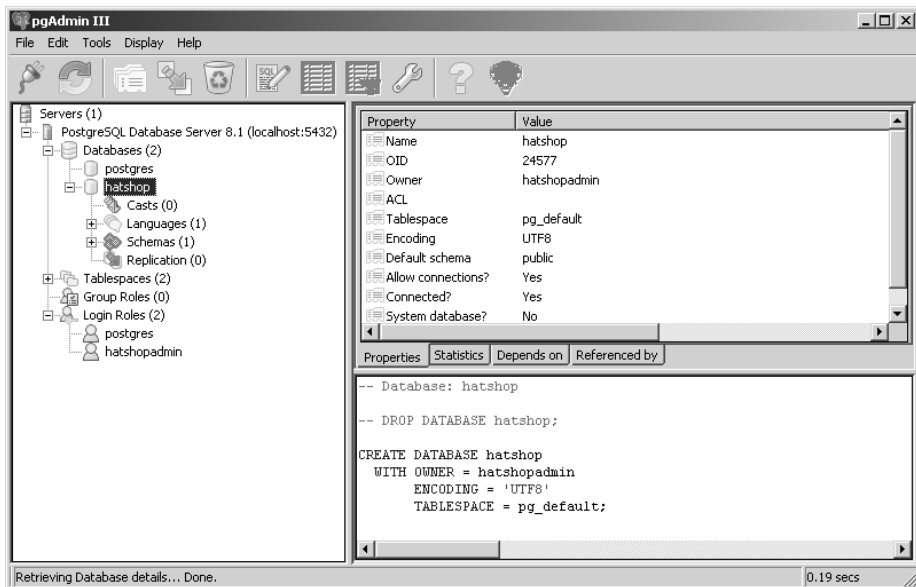 pgAdmin III
File Edit Tools Display Help
SQL
Servers (1)
PostgreSQL Database Server 8.1 (localhost:5432)
Databases (2)
postgres
hatshop
Casts (0)
Languages (1)
Schemas (1)
Replication (0)
Tablespaces (2)
Group Roles (0)
Login Roles (2)
postgres
hatshopadmin
Property Value
Name hatshop
OID 24577
Owner hatshopadmin
ACL
Tablespace pg_default
Encoding UTF8
Default schema public
Allow connections? Yes
Connected? Yes
System database? No
Properties Statistics Depends on Referenced by
-- Database: hatshop
-- DROP DATABASE hatshop;
CREATE DATABASE hatshop
WITH OWNER = hatshopadmin
ENCODING = 'UTF8'
TABLESPACE = pg_default;
Retrieving Database details... Done. 0.19 secs